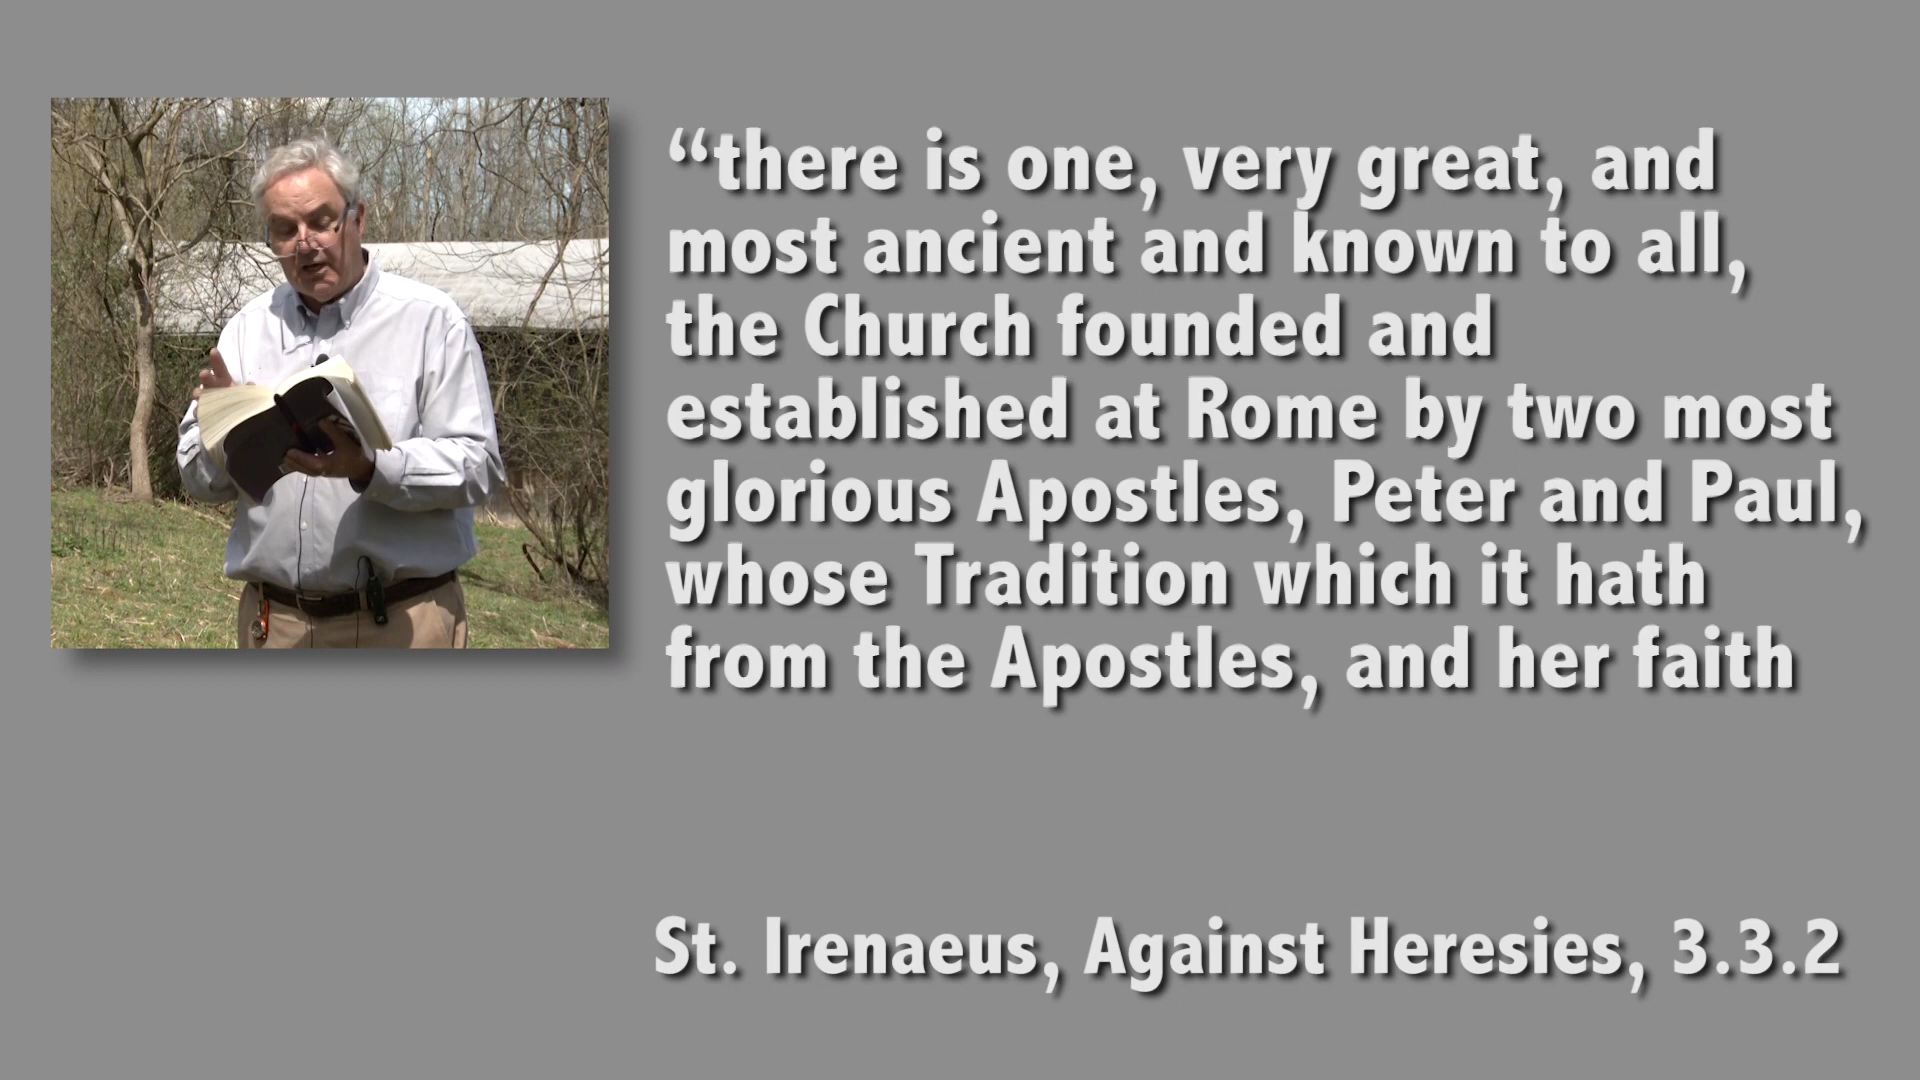 “there is one, very great, and
most ancient and known to all,
the Church founded and
established at Rome by two most
glorious Apostles, Peter and Paul,
whose Tradition which it hath
from the Apostles, and her faith
St. Irenaeus, Against Heresies, 3.3.2